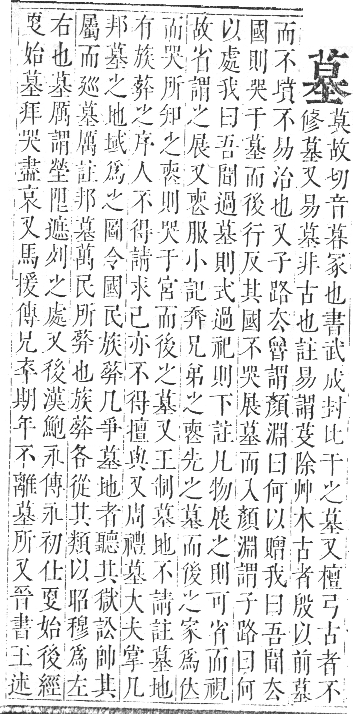 墓
莫故切音暮冢也書武成封比干之墓又檀弓古者不
修墓又易墓非古也註易謂芟除艸木古者殷以前墓
而不墳不易治也又子路厺魯謂顏淵曰何以贈我曰吾聞厺
國則哭于墓而後行反其國不哭展墓而入顏淵謂子路曰何
以處我曰吾聞過墓則式過祀則下註凡物展之則可省而視
故省謂之展又喪服小記奔兄弟之喪先之墓而後之家爲位
而哭所知之喪則哭于宮而後之墓又王制墓地不請註墓地
有族葬之序人不得請求己亦不得擅與又周禮墓大夫掌凡
邦墓之地域爲之圖令國民族葬凡爭墓地者聽其獄訟帥其
屬而廵墓厲註邦墓萬民所葬也族葬各從其類以昭穆爲左
右也墓厲謂塋限遮列之處又後漢鮑永傳永初仕㪅始後經
㪅始墓拜哭盡哀又馬援傳兄卒期年不離墓所又晉書王述